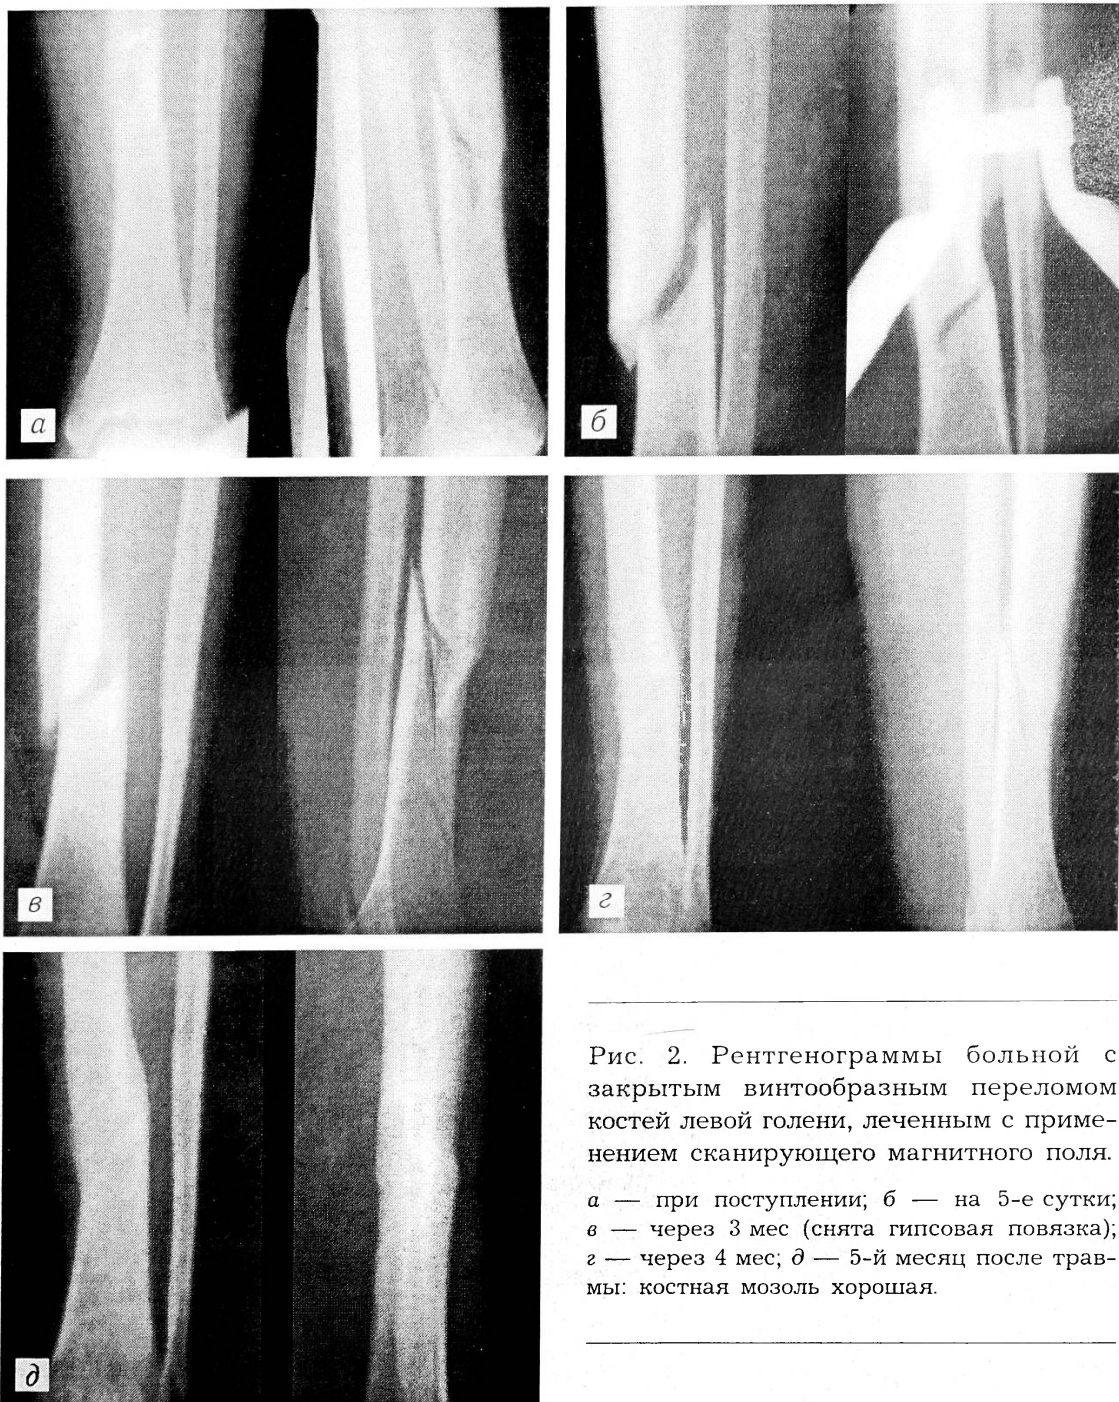 а
б
в
г
д
Рис. 2. Рентгенограммы больной с
закрытым винтообразным переломом
костей левой голени, леченным с приме-
нением сканирующего магнитного поля.
а — при поступлении; б — на 5-е сутки;
в — через 3 мес (снята гипсовая повязка);
г — через 4 мес; д — 5-й месяц после трав-
мы: костная мозоль хорошая.